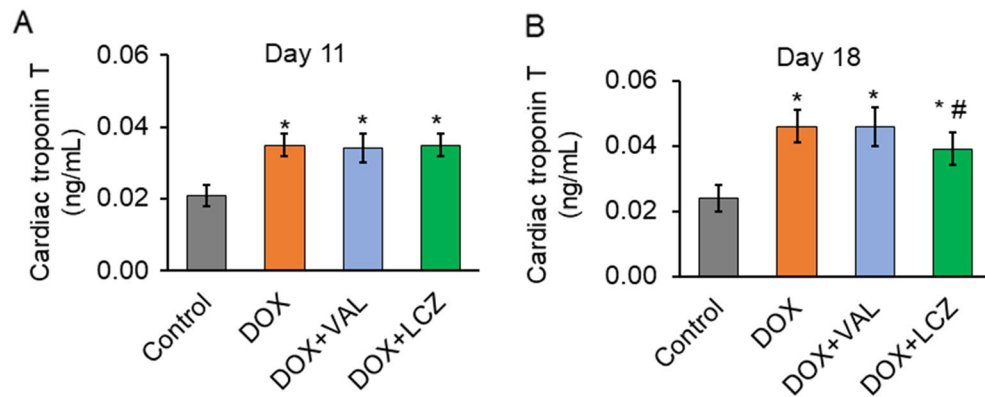 A
Day 11
Cardiac troponin T
(ng/mL)
0.06
0.04
0.02
0.00
*
*
*
Control
DOX
DOX+VAL
DOX+LCZ
B
Day 18
Cardiac troponin T
(ng/mL)
0.06
0.04
0.02
0.00
*
*
* #
Control
DOX
DOX+VAL
DOX+LCZ